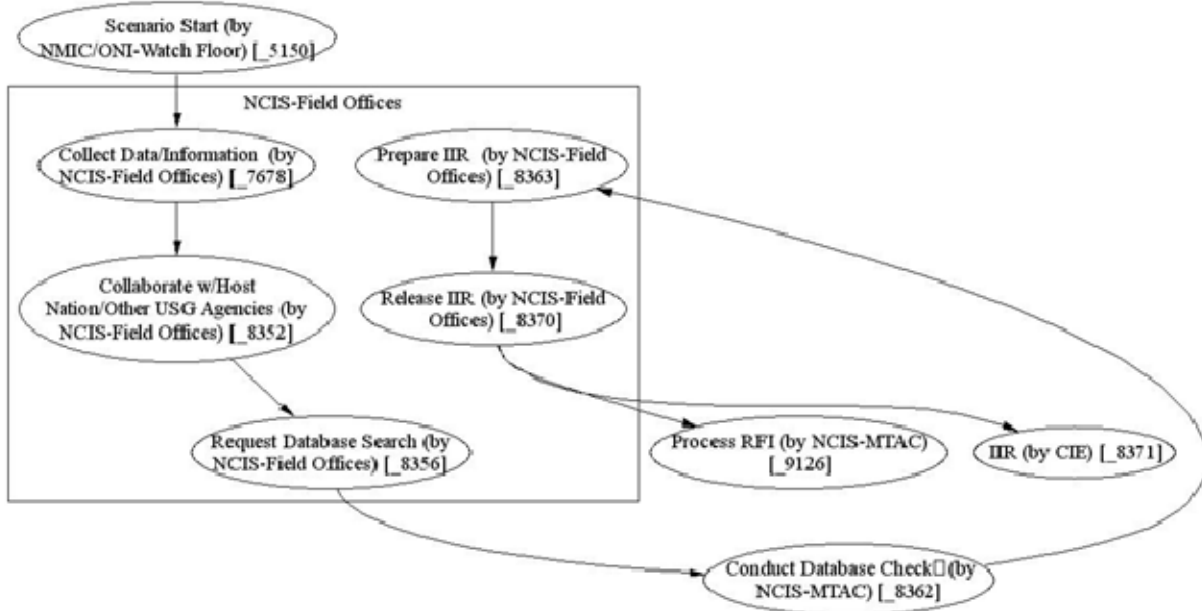 Scenario Start (by
NMIC/ONI-Watch Floor) [_5150]
NCIS-Field Offices
Collect Data/Information (by
NCIS-Field Offices) [_7678]
Prepare IIR (by NCIS-Field
Offices) [_8363]
Collaborate w/Host
Nation/Other USG Agencies (by
NCIS-Field Offices) [_8352]
Release IIR (by NCIS-Field
Offices) [_8370]
Request Database Search (by
NCIS-Field Offices) [_8356]
Process RFI (by NCIS-MTAC)
[_9126]
IIR (by CIE) [_8371]
Conduct Database Check□ (by
NCIS-MTAC) [_8362]